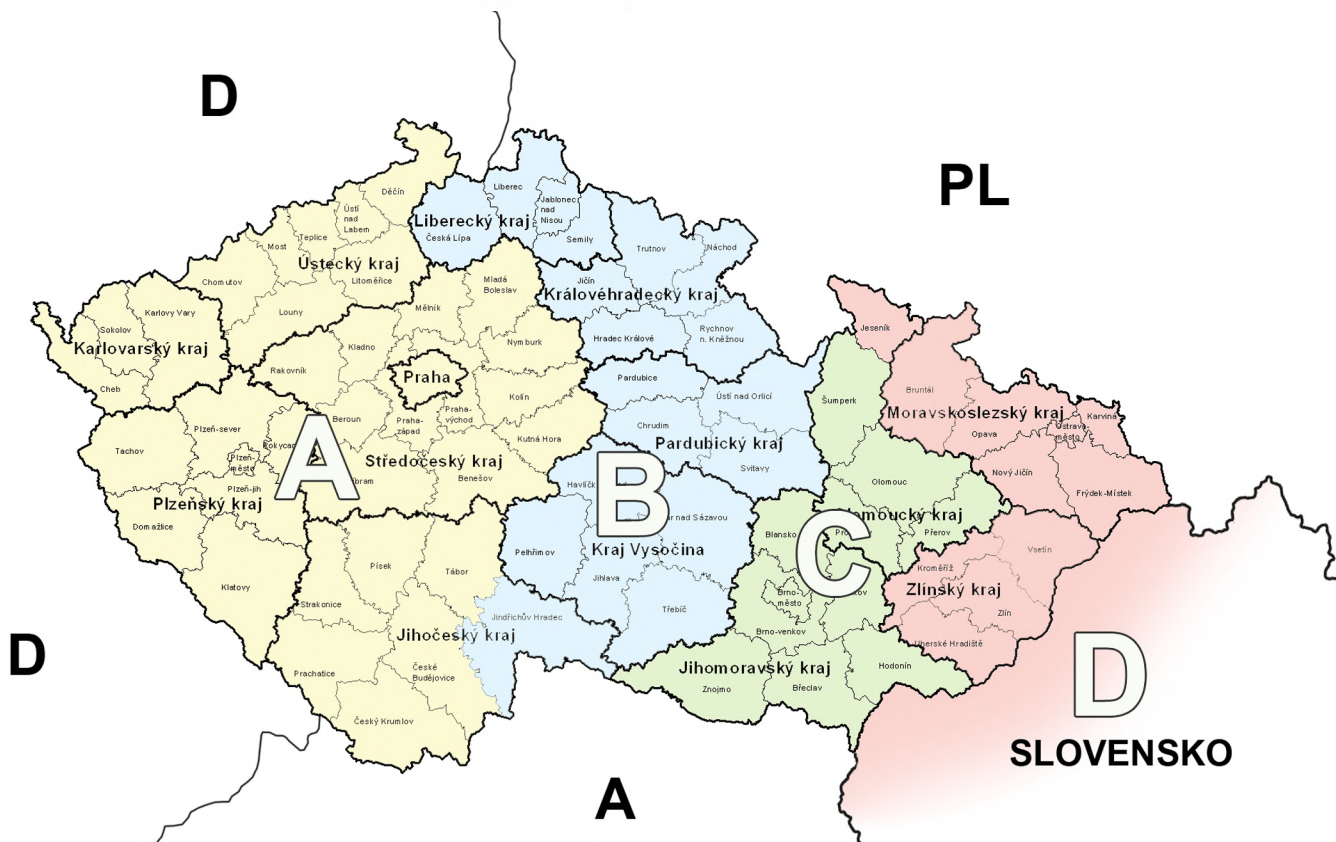 D
PL
Děčín
Liberec
Ústí
nad
Labem
Jablonec
nad
Nisou
Liberecký kraj
Teplice
Most
Česká Lípa
Semily
Trutnov
Náchod
Ústecký kraj
Chomutov
Litoměřice
Jičín
Mladá
Boleslav
Královéhradecký kraj
Karlovy Vary
Louny
Mělník
Sokolov
Jeseník
Karlovarský kraj
Kladno
Nymburk
Hradec Králové
Rychnov
n. Kněžnou
Rakovník
Praha
Pardubice
Cheb
Bruntál
Kolín
Ústí nad Orlicí
Šumperk
Moravskoslezský kraj
Karviná
Ostrava-
město
Beroun
Praha-
západ
Praha-
východ
Chrudim
Plzeň-sever
Opava
Kutná Hora
Pardubický kraj
Tachov
Plzeň-
město
A
Středočeský kraj
Svitavy
Nový Jičín
Benešov
Olomouc
Frýdek-Místek
Plzeň-jih
B
Plzeňský kraj
Domažlice
Blansko
C
Přerov
Vsetín
Pelhřimov
Kraj Vysočina
Písek
Tábor
Jihlava
Kroměříž
Zlínský kraj
Klatovy
Strakonice
Třebíč
Brno-
město
Zlín
Jindřichův Hradec
Jihočeský kraj
Brno-venkov
Uherské Hradiště
D
Prachatice
České
Budějovice
Jihomoravský kraj
Hodonín
D
Znojmo
Břeclav
Český Krumlov
SLOVENSKO
A